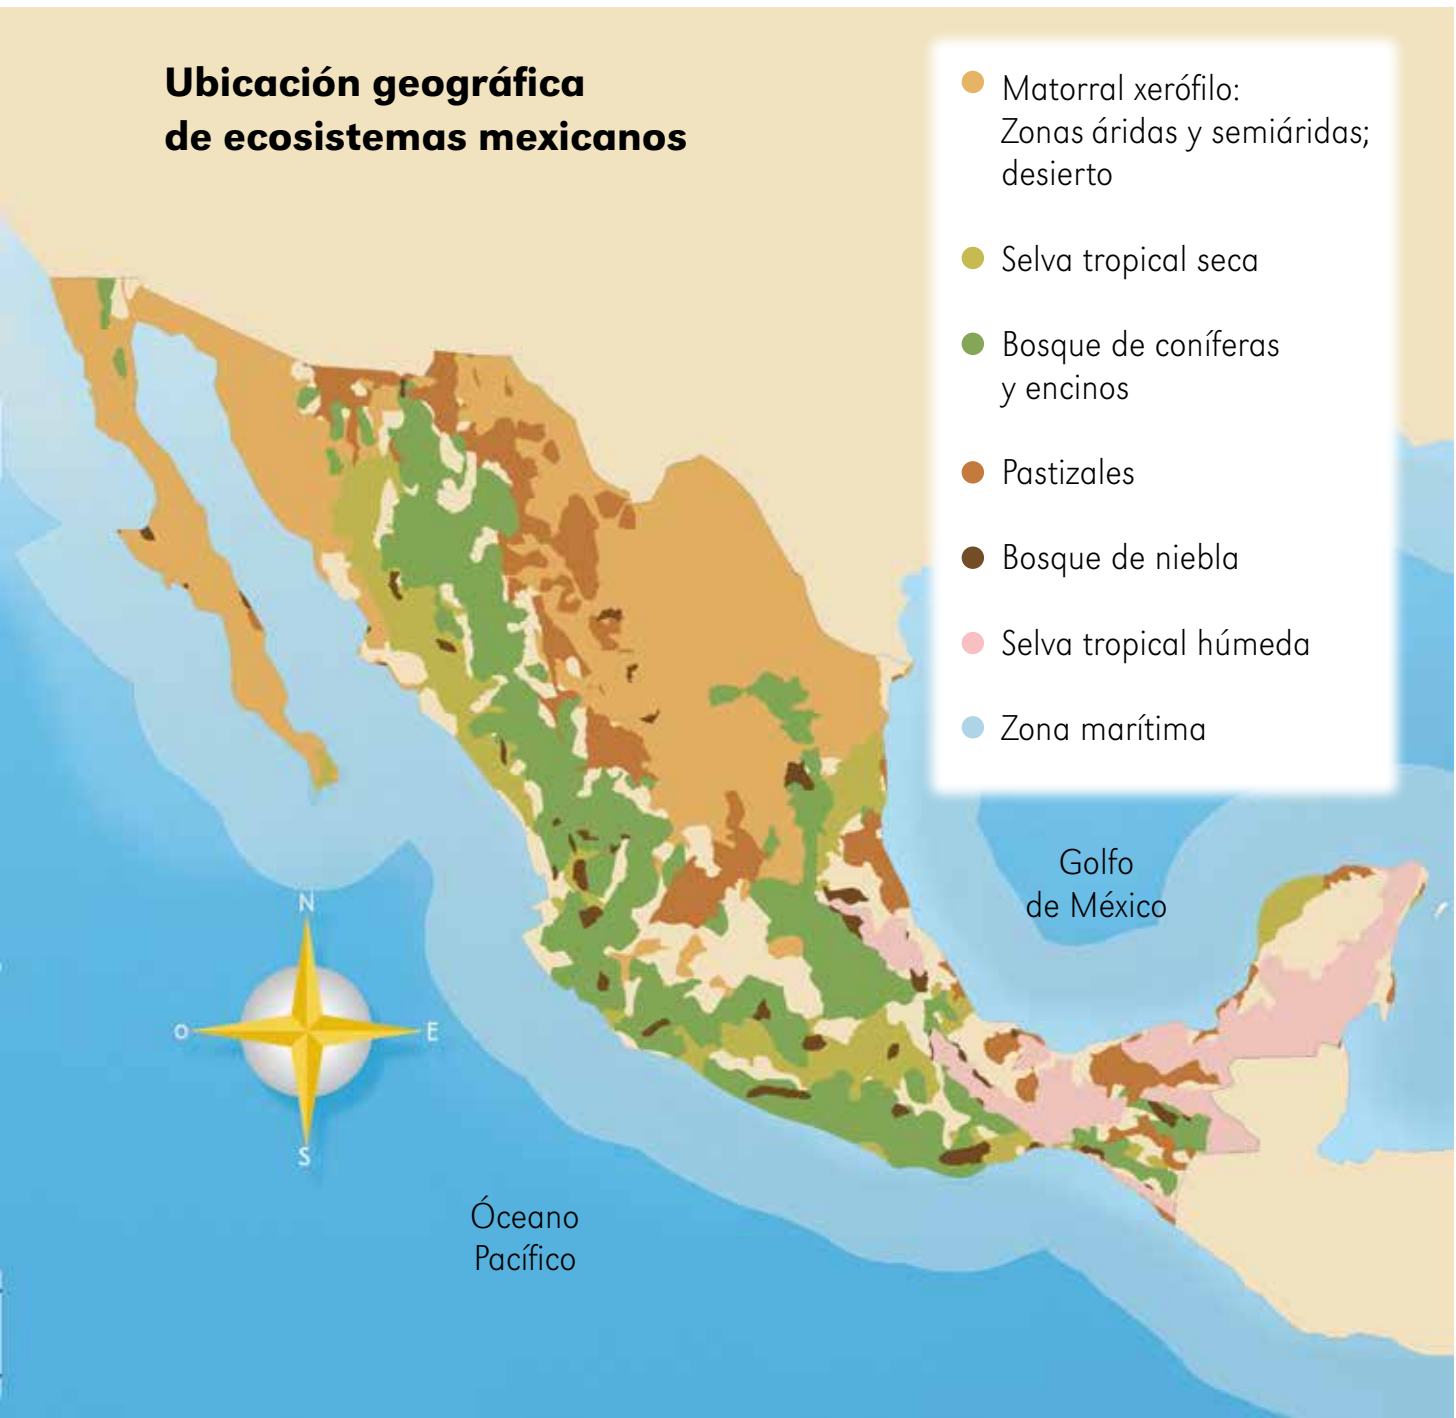 Ubicación geográfica
de ecosistemas mexicanos
Matorral xerófilo:
Zonas áridas y semiáridas;
desierto
Selva tropical seca
Bosque de coníferas
y encinos
Pastizales
Bosque de niebla
Selva tropical húmeda
Zona marítima
Golfo
de México
N
O
E
S
Óceano
Pacífico